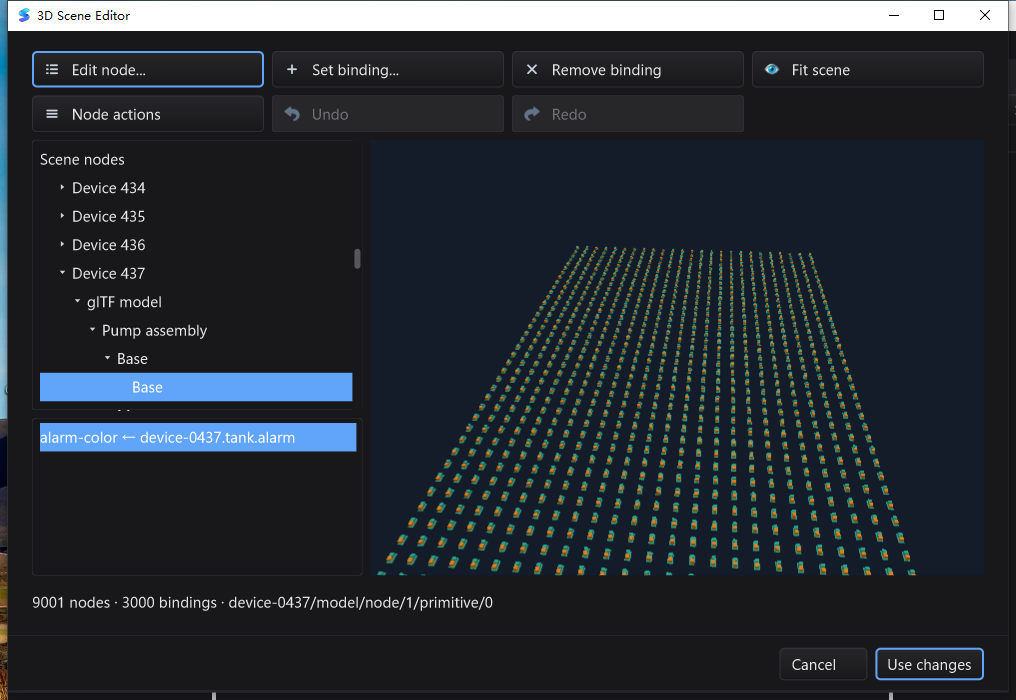 3D Scene Editor
Edit node...
Set binding...
Remove binding
Fit scene
Node actions
Undo
Redo
Scene nodes
Device 434
Device 435
Device 436
Device 437
glTF model
Pump assembly
Base
Base
alarm-color ← device-0437.tank.alarm
9001 nodes · 3000 bindings · device-0437/model/node/1/primitive/0
Cancel
Use changes